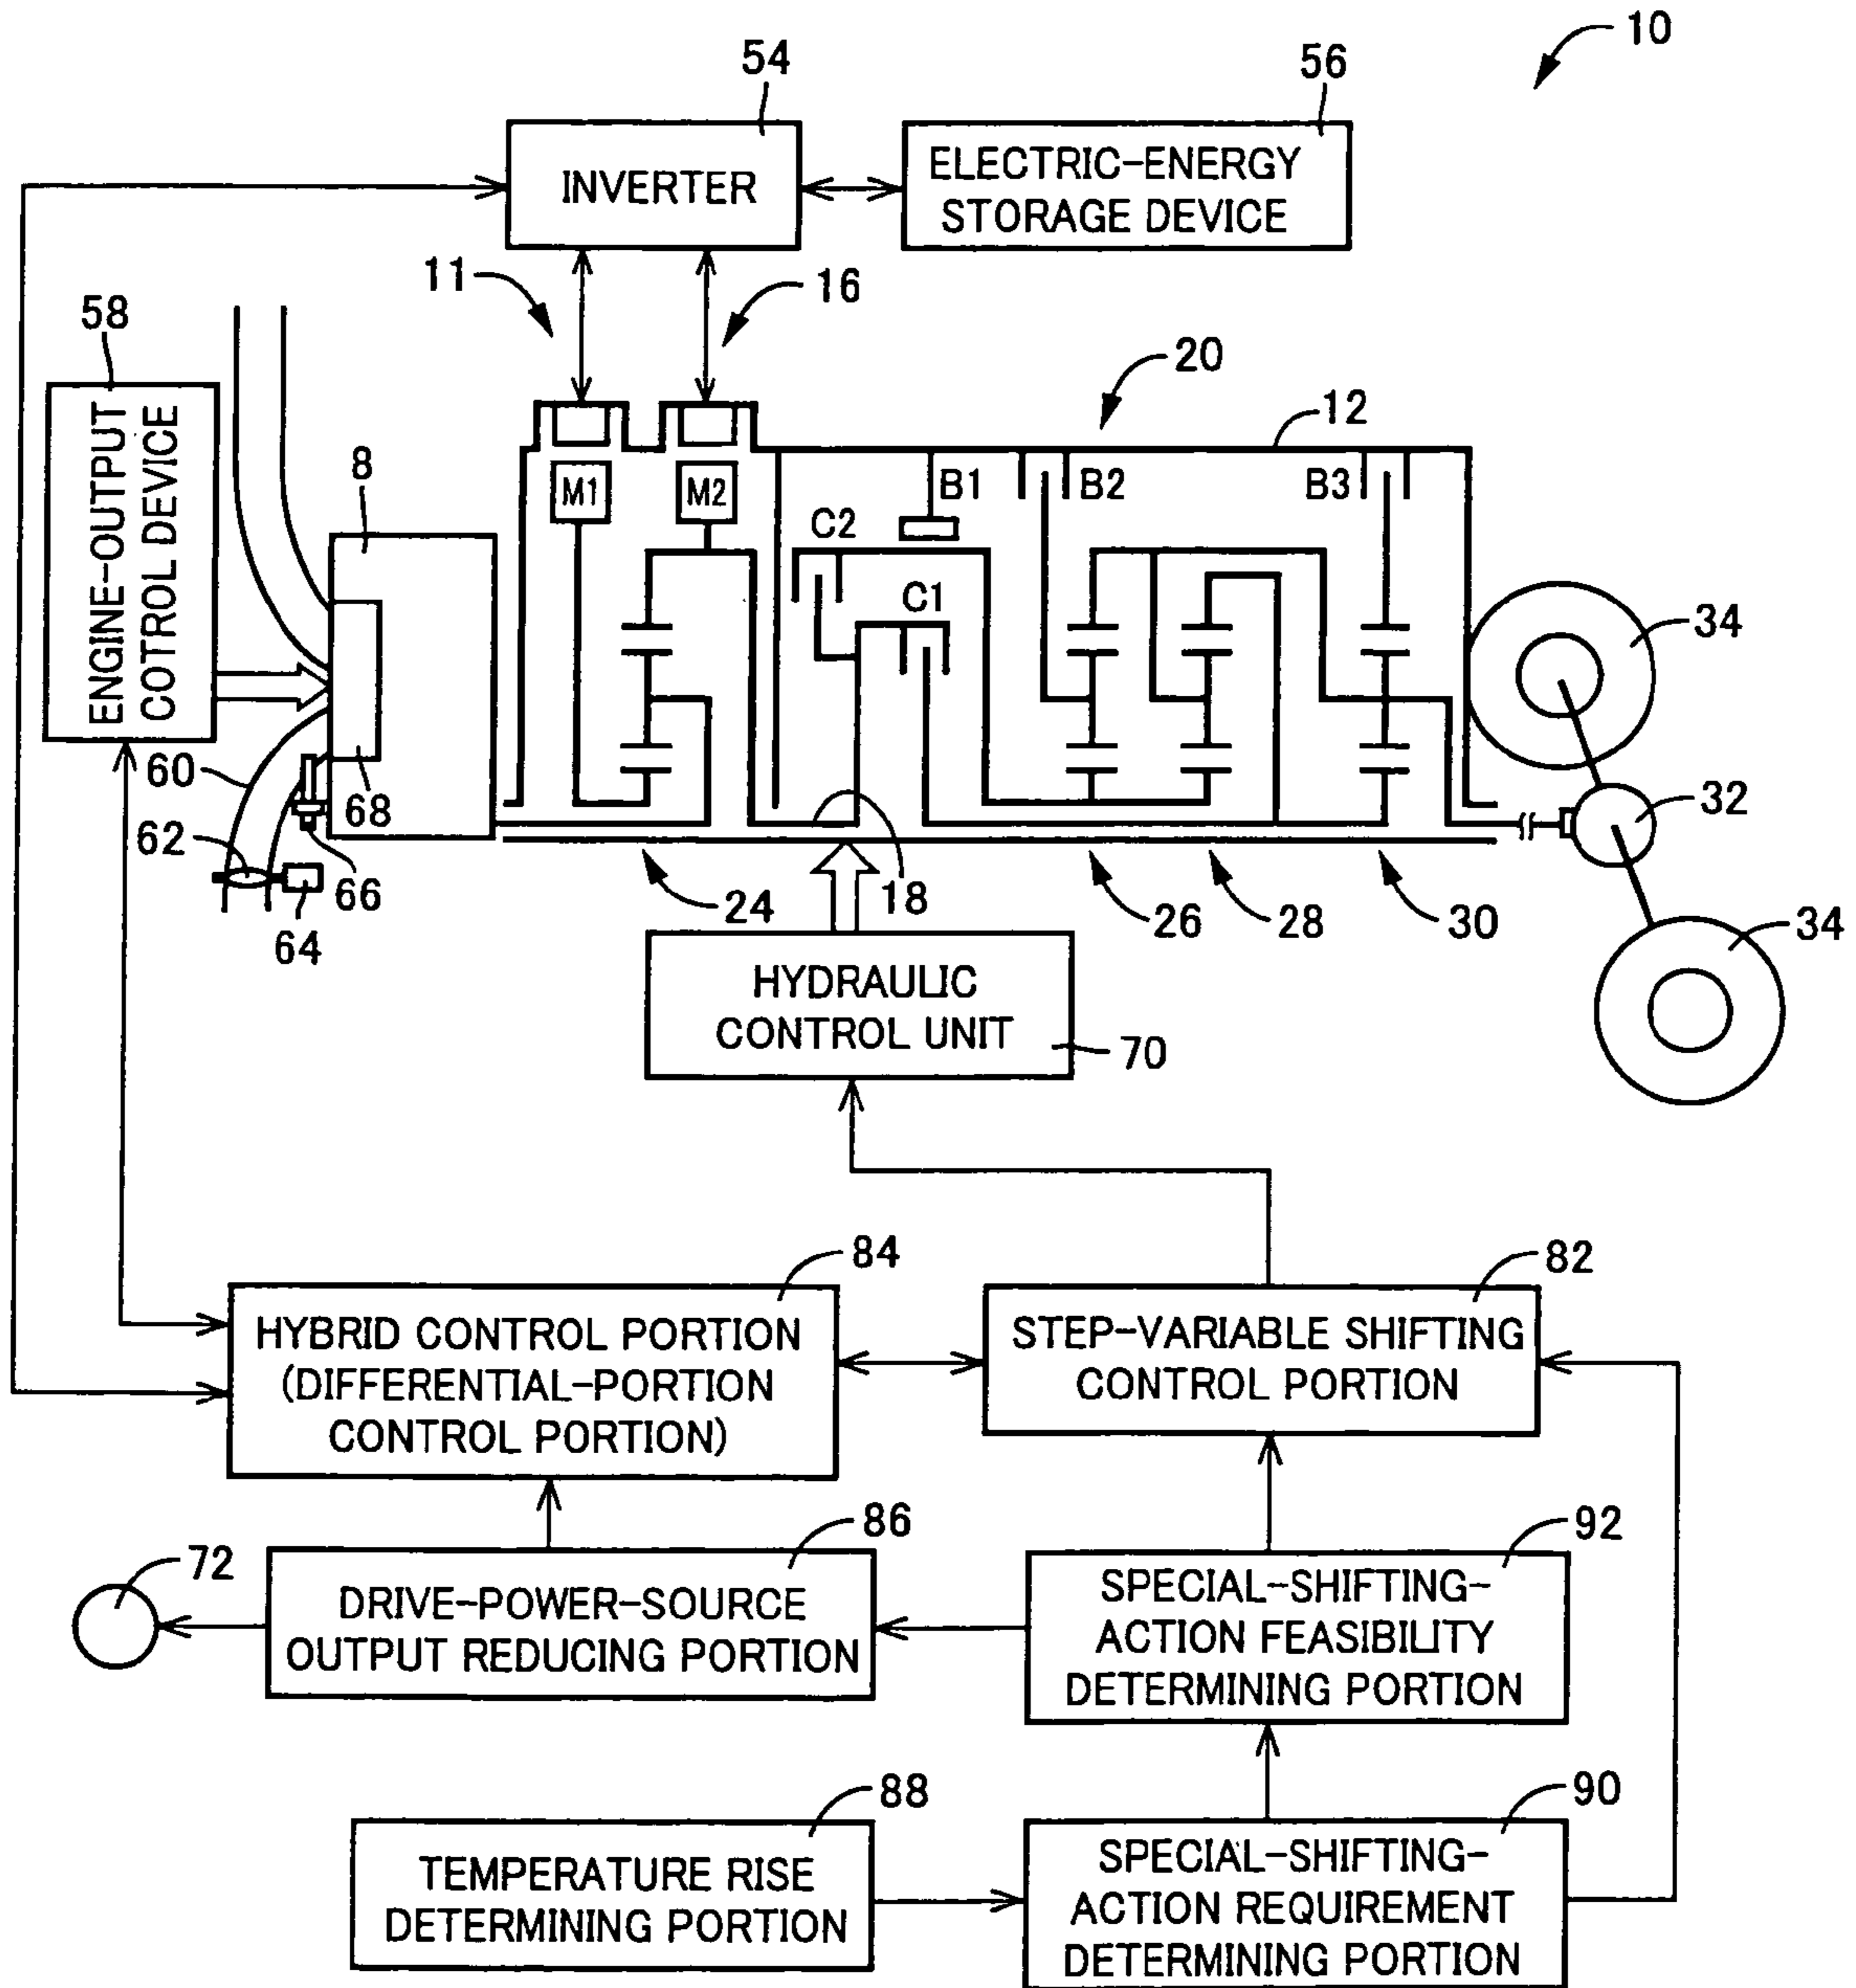 10
54
56
INVERTER
ELECTRIC-ENERGY
STORAGE DEVICE
11
16
58
20
12
ENGINE-OUTPUT
COTROL DEVICE
8
M1
M2
B1
B2
B3
C2
C1
34
60
68
32
62
66
18
64
24
26
28
30
34
HYDRAULIC
CONTROL UNIT
70
84
82
HYBRID CONTROL PORTION
(DIFFERENTIAL-PORTION
CONTROL PORTION)
STEP-VARIABLE SHIFTING
CONTROL PORTION
86
92
72
DRIVE-POWER-SOURCE
OUTPUT REDUCING PORTION
SPECIAL-SHIFTING-
ACTION FEASIBILITY
DETERMINING PORTION
88
90
TEMPERATURE RISE
DETERMINING PORTION
SPECIAL-SHIFTING-
ACTION REQUIREMENT
DETERMINING PORTION